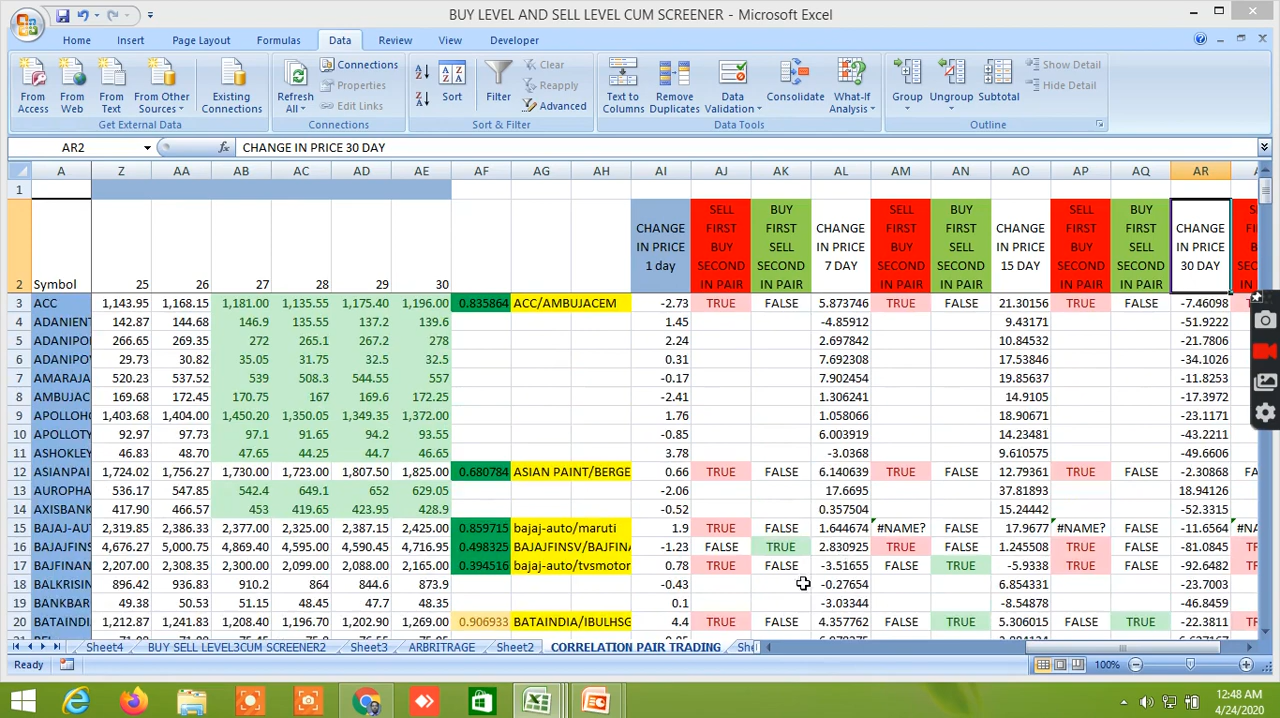 BUY LEVEL AND SELL LEVEL CUM SCREENER - Microsoft Excel
Home Insert Page Layout Formulas Data Review View Developer
From Access From Web From Text From Other Sources Existing Connections Refresh All Connections Properties Edit Links Sort Filter Clear Reapply Advanced Text to Columns Remove Duplicates Data Validation Consolidate What-If Analysis Group Ungroup Subtotal Show Detail Hide Detail
Get External Data Connections Sort & Filter Data Tools Outline
AR2 fx CHANGE IN PRICE 30 DAY
A Z AA AB AC AD AE AF AG AH AI AJ AK AL AM AN AO AP AQ AR
1
2 Symbol 25 26 27 28 29 30 CHANGE IN PRICE 1 day SELL FIRST BUY SECOND IN PAIR BUY FIRST SELL SECOND IN PAIR CHANGE IN PRICE 7 DAY SELL FIRST BUY SECOND IN PAIR BUY FIRST SELL SECOND IN PAIR CHANGE IN PRICE 15 DAY SELL FIRST BUY SECOND IN PAIR BUY FIRST SELL SECOND IN PAIR CHANGE IN PRICE 30 DAY
3 ACC 1,143.95 1,168.15 1,181.00 1,135.55 1,175.40 1,196.00 0.835864 ACC/AMBUJACEM -2.73 TRUE FALSE 5.873746 TRUE FALSE 21.30156 TRUE FALSE -7.46098
4 ADANIENT 142.87 144.68 146.9 135.55 137.2 139.6 1.45 -4.85912 9.43171 -51.9222
5 ADANIPO 266.65 269.35 272 265.1 267.2 278 2.24 2.697842 10.84532 -21.7806
6 ADANIPOV 29.73 30.82 35.05 31.75 32.5 32.5 0.31 7.692308 17.53846 -34.1026
7 AMARAJA 520.23 537.52 539 508.3 544.55 557 -0.17 7.902454 19.85637 -11.8253
8 AMBUJAC 169.68 172.45 170.75 167 169.6 172.25 -2.41 1.306241 14.9105 -17.3972
9 APOLLOHO 1,403.68 1,404.00 1,450.20 1,350.05 1,349.35 1,372.00 1.76 1.058066 18.90671 -23.1171
10 APOLLOTY 92.97 97.73 97.1 91.65 94.2 93.55 -0.85 6.003919 14.23481 -43.2211
11 ASHOKLEY 46.83 48.70 47.65 44.25 44.7 46.65 3.78 -3.0368 9.610575 -49.6606
12 ASIANPAI 1,724.02 1,756.27 1,730.00 1,723.00 1,807.50 1,825.00 0.680784 ASIAN PAINT/BERGE 0.66 TRUE FALSE 6.140639 TRUE FALSE 12.79361 TRUE FALSE -2.30368
13 AUROPHA 536.17 547.85 542.4 649.1 652 629.05 -2.06 17.6695 37.81893 18.94126
14 AXISBANK 417.90 466.57 453 419.65 423.95 428.9 -0.52 0.357504 15.24442 -52.3315
15 BAJAJ-AUT 2,319.85 2,386.33 2,377.00 2,325.00 2,387.15 2,425.00 0.859715 bajaj-auto/maruti 1.9 TRUE FALSE 1.644674 #NAME? FALSE 17.9677 #NAME? FALSE -11.5564
16 BAJAJFINS 4,676.27 5,000.75 4,869.40 4,595.00 4,590.45 4,716.95 0.498325 BAJAJFINSV/BAJFINA -1.23 FALSE TRUE 2.830925 TRUE FALSE 1.245508 TRUE FALSE -81.0845
17 BAJFINAN 2,207.00 2,308.35 2,300.00 2,099.00 2,088.00 2,165.00 0.394516 bajaj-auto/tvsmotor 0.78 TRUE FALSE -3.51655 FALSE TRUE -5.9338 TRUE FALSE -92.6482
18 BALKRISIN 896.42 936.83 910.2 864 844.6 873.9 -0.43 -0.27654 6.854331 -23.7003
19 BANKBAR 49.38 50.53 51.15 48.45 47.7 48.35 0.1 -3.03344 -8.54878 -46.8459
20 BATAINDI 1,212.87 1,241.83 1,208.40 1,196.70 1,202.90 1,269.00 0.906933 BATAINDIA/IBULHSG 4.4 TRUE FALSE 4.357762 FALSE TRUE 5.306015 FALSE TRUE -22.3811
Sheet4 BUY SELL LEVEL3CUM SCREENER2 Sheet3 ARBITRAGE Sheet2 CORRELATION PAIR TRADING She
Ready 100%
12:48 AM
4/24/2020